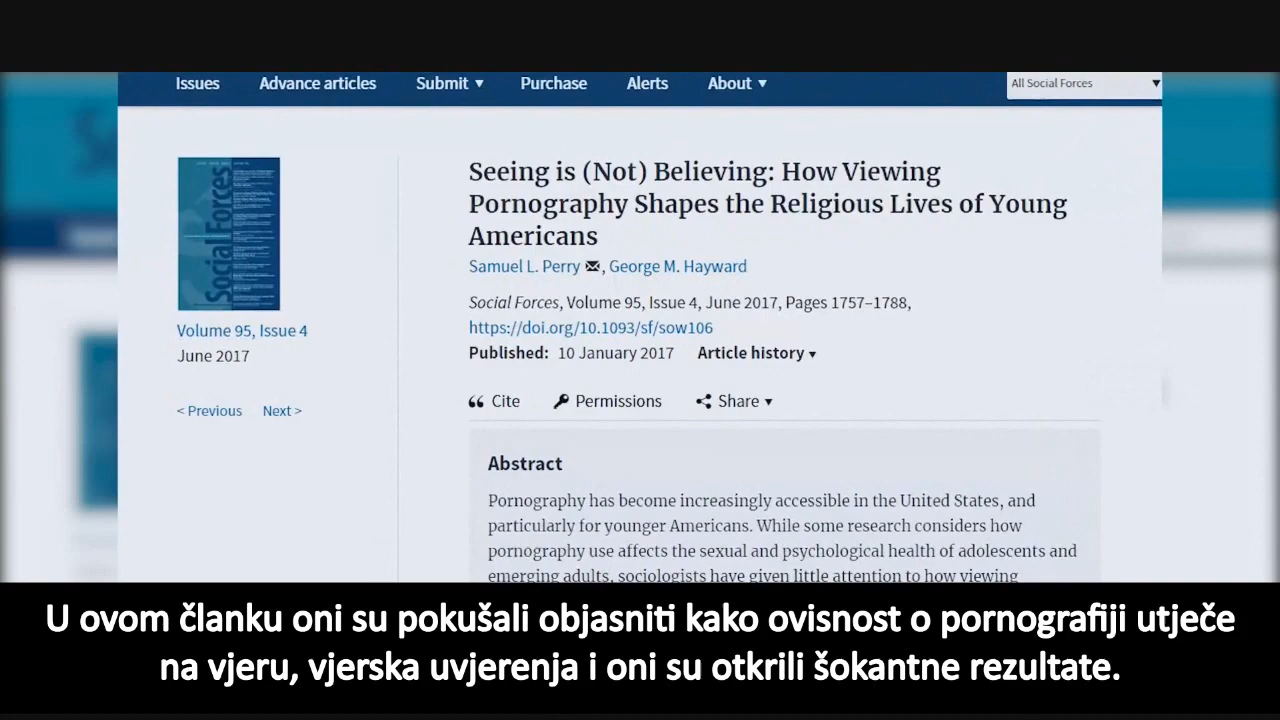 Issues Advance articles Submit ▼ Purchase Alerts About ▼ All Social Forces ▼
Social Forces
Volume 95, Issue 4
June 2017
< Previous Next >
Seeing is (Not) Believing: How Viewing
Pornography Shapes the Religious Lives of Young
Americans
Samuel L. Perry ✉, George M. Hayward
Social Forces, Volume 95, Issue 4, June 2017, Pages 1757–1788,
https://doi.org/10.1093/sf/sow106
Published: 10 January 2017 Article history ▾
Cite Permissions Share ▾
Abstract
Pornography has become increasingly accessible in the United States, and
particularly for younger Americans. While some research considers how
pornography use affects the sexual and psychological health of adolescents and
emerging adults, sociologists have given little attention to how viewing
U ovom članku oni su pokušali objasniti kako ovisnost o pornografiji utječe
na vjeru, vjerska uvjerenja i oni su otkrili šokantne rezultate.